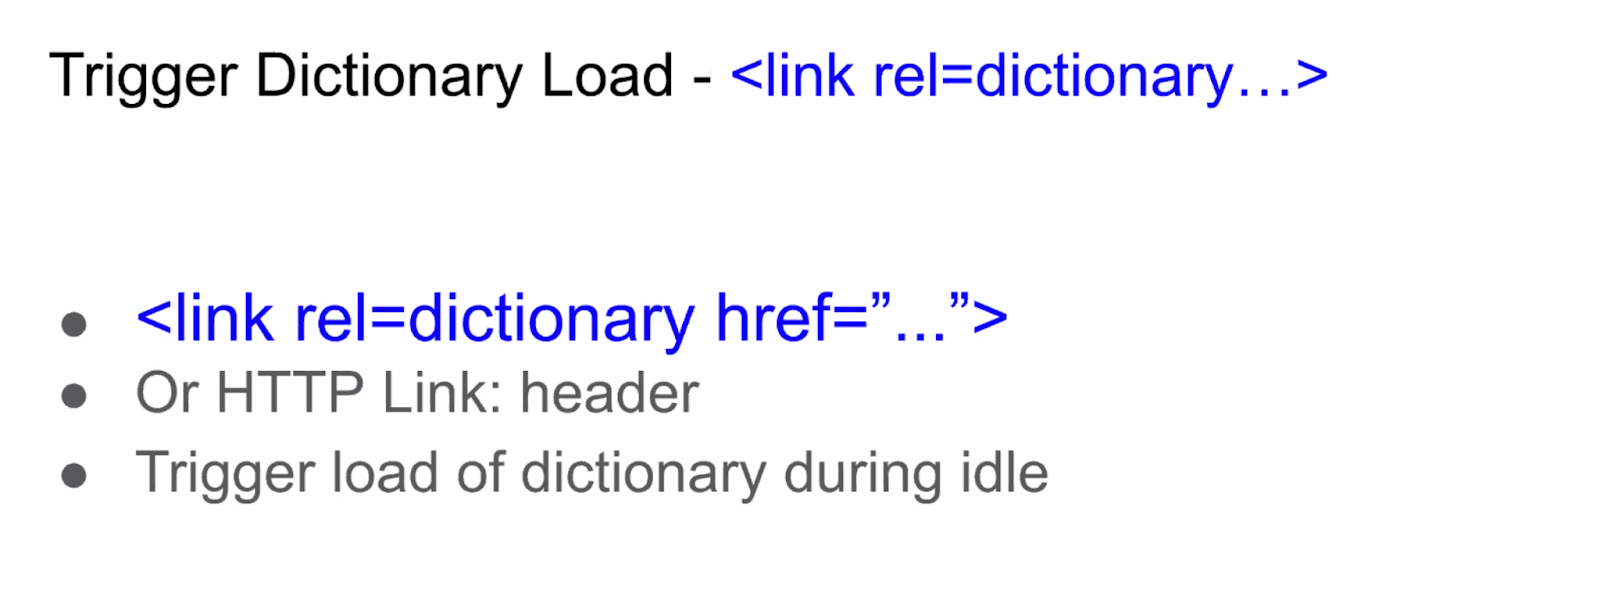 Trigger Dictionary Load - <link rel=dictionary…>
● <link rel=dictionary href=”...”>
● Or HTTP Link: header
● Trigger load of dictionary during idle